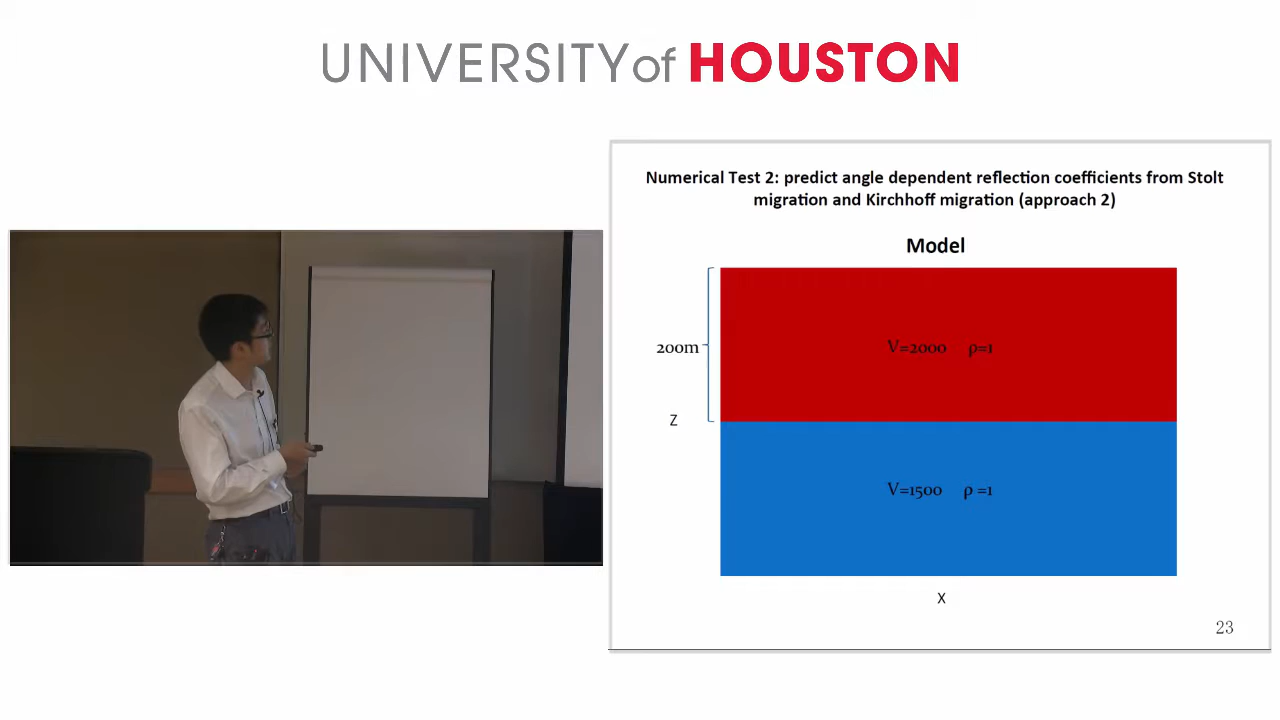 UNIVERSITY of HOUSTON
Numerical Test 2: predict angle dependent reflection coefficients from Stolt
migration and Kirchhoff migration (approach 2)
Model
200m
V=2000 ρ=1
Z
V=1500 ρ =1
X
23